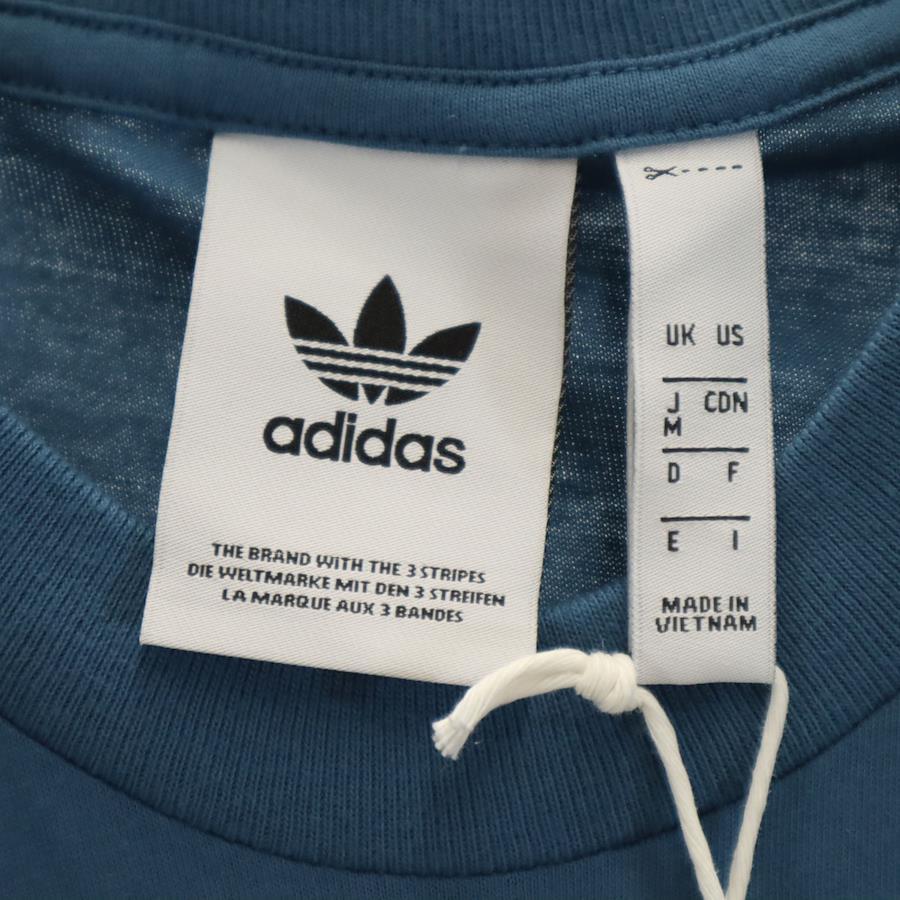 adidas
THE BRAND WITH THE 3 STRIPES
DIE WELTMARKE MIT DEN 3 STREIFEN
LA MARQUE AUX 3 BANDES
UK US
J CDN
M
D F
E I
MADE IN
VIETNAM